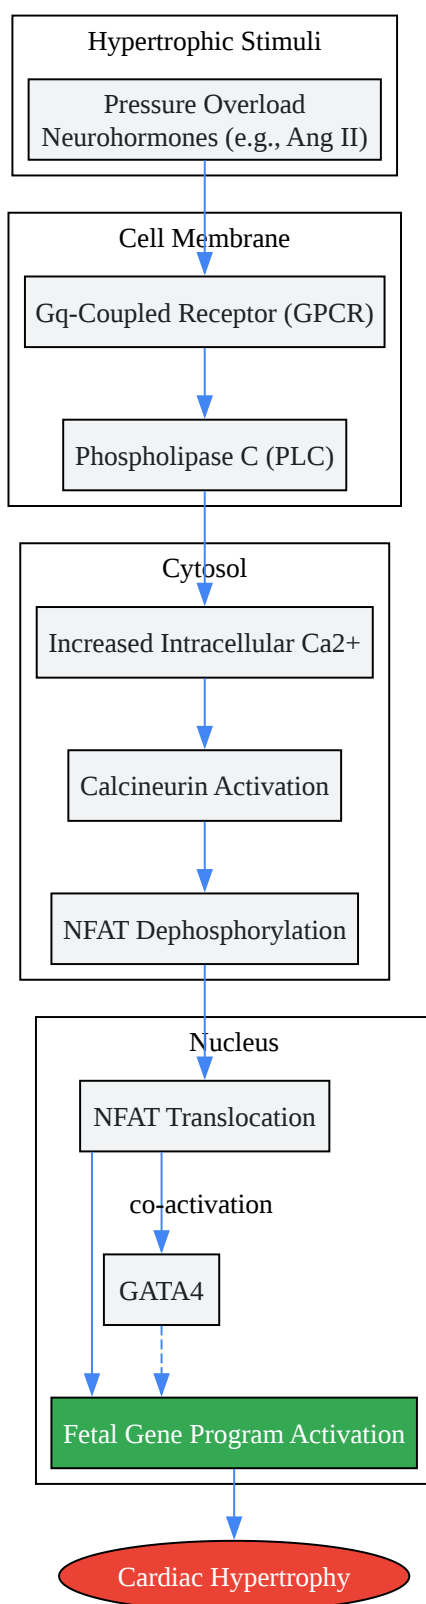 Hypertrophic Stimuli
Pressure Overload
Neurohormones (e.g., Ang II)
Cell Membrane
Gq-Coupled Receptor (GPCR)
Phospholipase C (PLC)
Cytosol
Increased Intracellular Ca2+
Calcineurin Activation
NFAT Dephosphorylation
Nucleus
NFAT Translocation
co-activation
GATA4
Fetal Gene Program Activation
Cardiac Hypertrophy